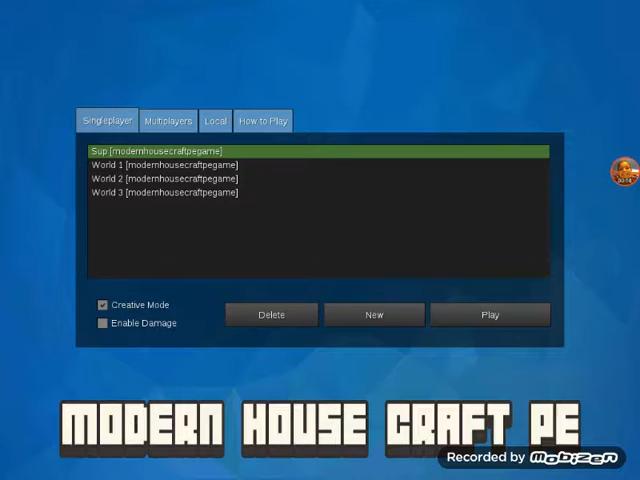 Singleplayer Multiplayers Local How to Play
Sup [modernhousecraftpegame]
World 1 [modernhousecraftpegame]
World 2 [modernhousecraftpegame]
World 3 [modernhousecraftpegame]
Creative Mode
Enable Damage
Delete New Play
MODERN HOUSE CRAFT PE
Recorded by Mobizen